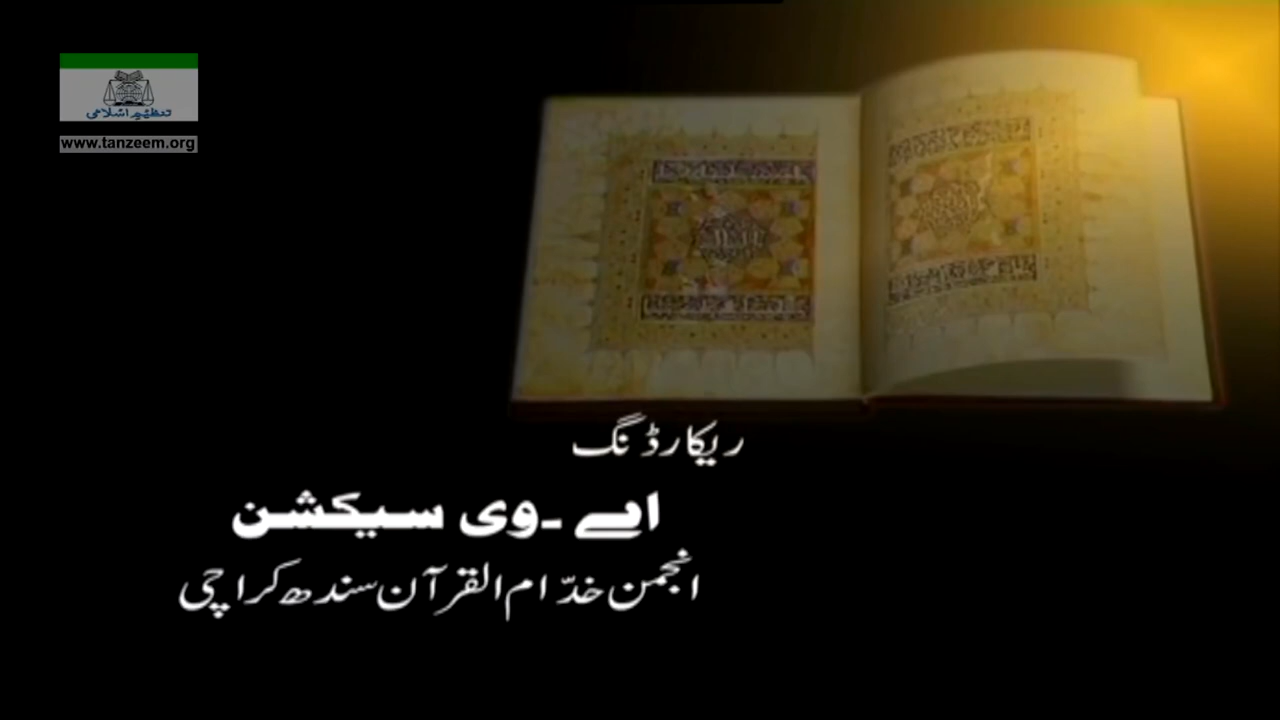 تنظیم اسلامی
www.tanzeem.org
ریکارڈنگ
اے ۔وی سیکشن
انجمن خدّام القرآن سندھ کراچی